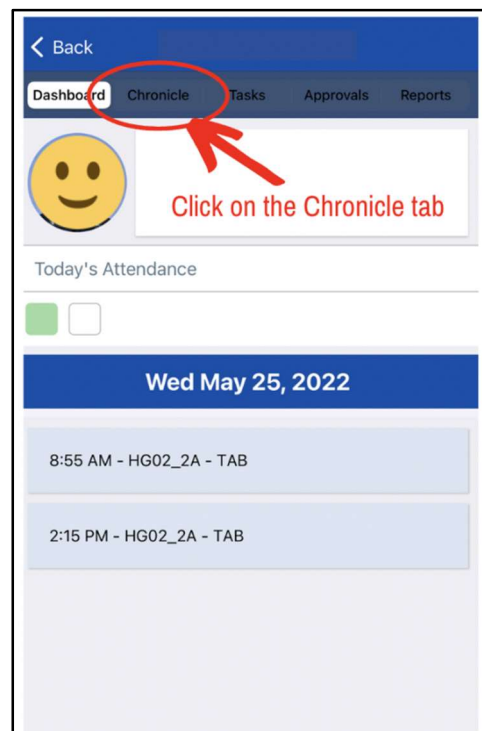 Back
Dashboard Chronicle Tasks Approvals Reports
Click on the Chronicle tab
Today's Attendance
Wed May 25, 2022
8:55 AM - HG02_2A - TAB
2:15 PM - HG02_2A - TAB